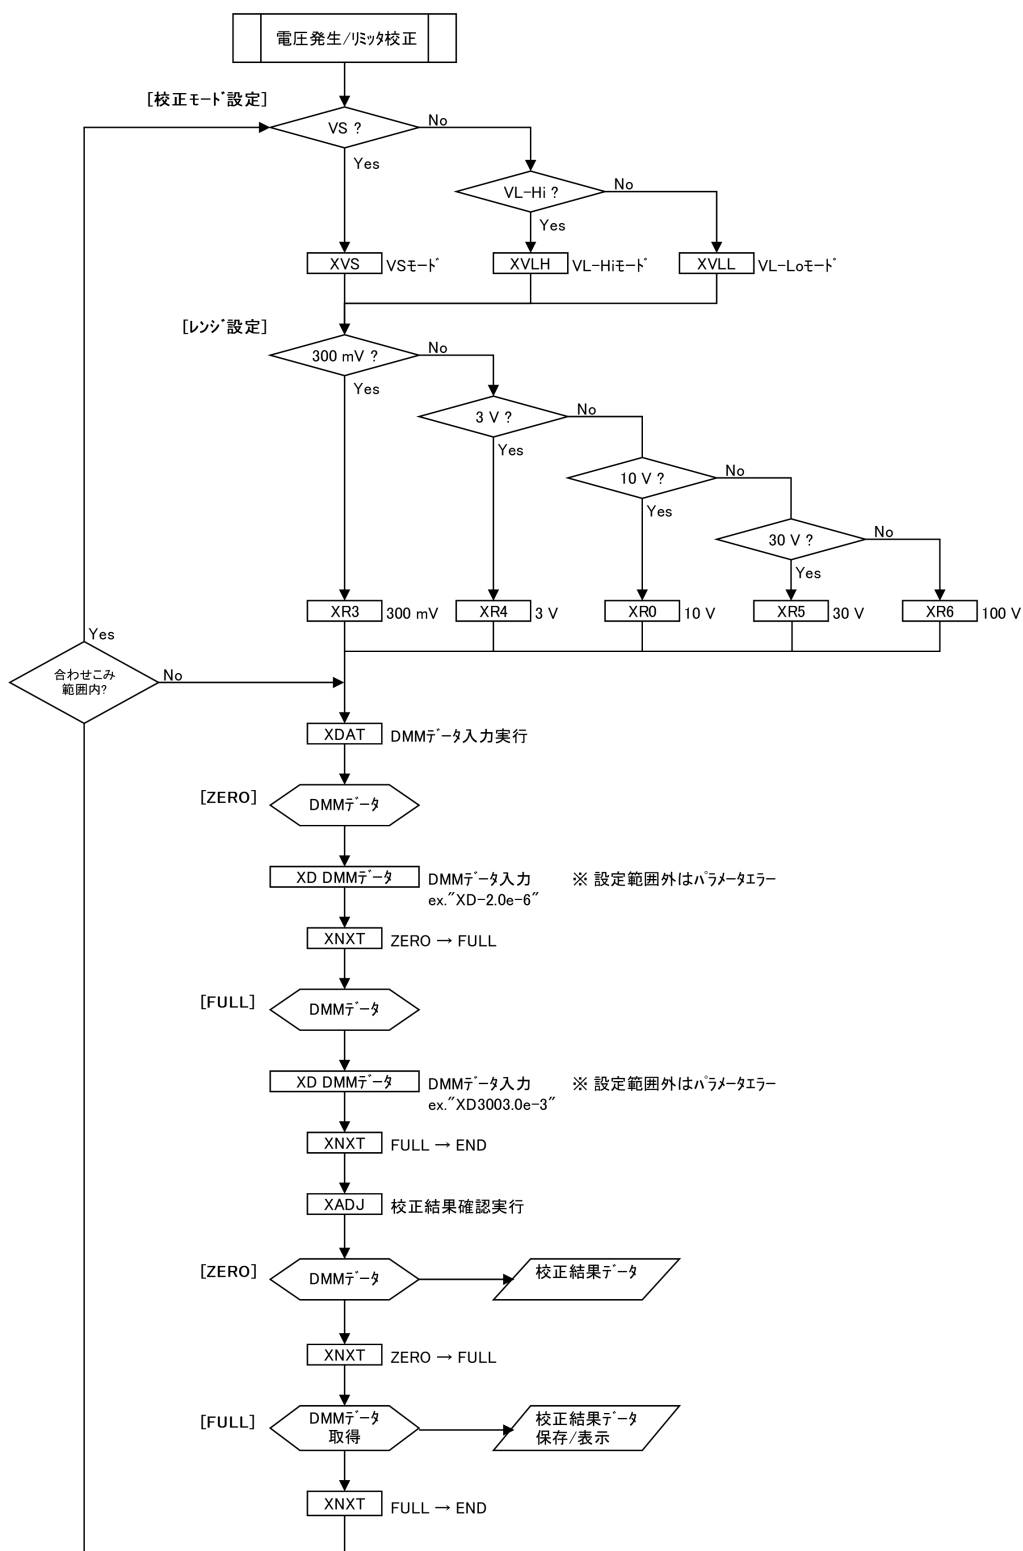 電圧発生/リミッタ校正
[校正モード設定]
VS ?
No
Yes
VL-Hi ?
No
Yes
XVS
VSモード
XVLH
VL-Hiモード
XVLL
VL-Loモード
[レンジ設定]
300 mV ?
No
Yes
3 V ?
No
Yes
10 V ?
No
Yes
30 V ?
No
Yes
XR3
300 mV
XR4
3 V
XR0
10 V
XR5
30 V
XR6
100 V
Yes
合わせこみ
範囲内?
No
XDAT
DMMデータ入力実行
[ZERO]
DMMデータ
XD DMMデータ
DMMデータ入力
※ 設定範囲外はパラメータエラー
ex."XD-2.0e-6"
XNXT
ZERO → FULL
[FULL]
DMMデータ
XD DMMデータ
DMMデータ入力
※ 設定範囲外はパラメータエラー
ex."XD3003.0e-3"
XNXT
FULL → END
XADJ
校正結果確認実行
[ZERO]
DMMデータ
校正結果データ
XNXT
ZERO → FULL
[FULL]
DMMデータ
取得
校正結果データ
保存/表示
XNXT
FULL → END